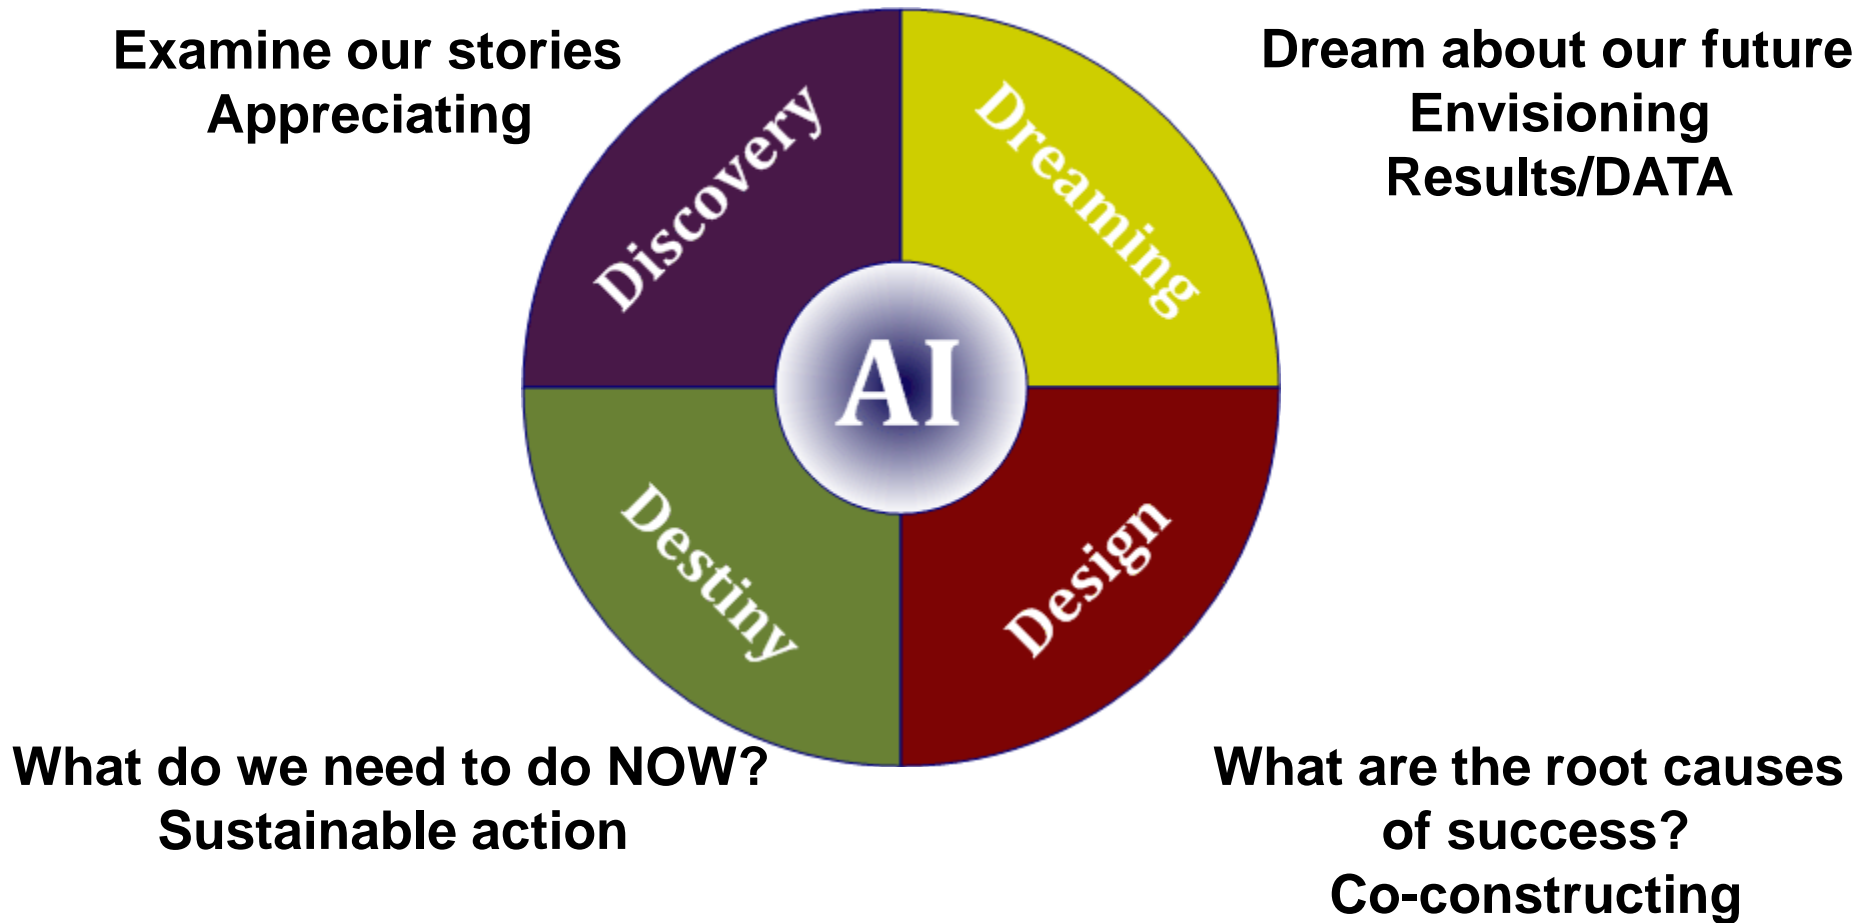 Examine our stories
Appreciating
Dream about our future
Envisioning
Results/DATA
Discovery
Dreaming
AI
Destiny
Design
What do we need to do NOW?
Sustainable action
What are the root causes
of success?
Co-constructing